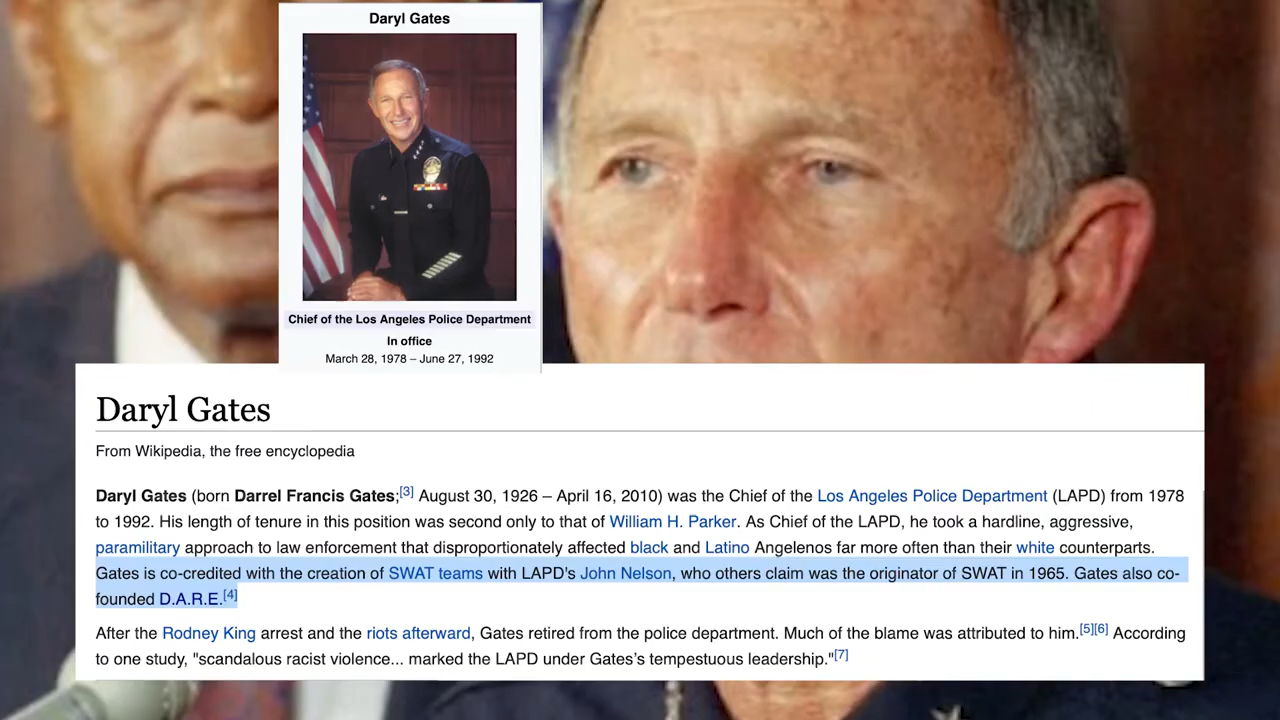 Daryl Gates
Chief of the Los Angeles Police Department
In office
March 28, 1978 – June 27, 1992
Daryl Gates
From Wikipedia, the free encyclopedia
Daryl Gates (born Darrel Francis Gates;[3] August 30, 1926 – April 16, 2010) was the Chief of the Los Angeles Police Department (LAPD) from 1978
to 1992. His length of tenure in this position was second only to that of William H. Parker. As Chief of the LAPD, he took a hardline, aggressive,
paramilitary approach to law enforcement that disproportionately affected black and Latino Angelenos far more often than their white counterparts.
Gates is co-credited with the creation of SWAT teams with LAPD's John Nelson, who others claim was the originator of SWAT in 1965. Gates also co-
founded D.A.R.E.[4]
After the Rodney King arrest and the riots afterward, Gates retired from the police department. Much of the blame was attributed to him.[5][6] According
to one study, "scandalous racist violence... marked the LAPD under Gates’s tempestuous leadership."[7]